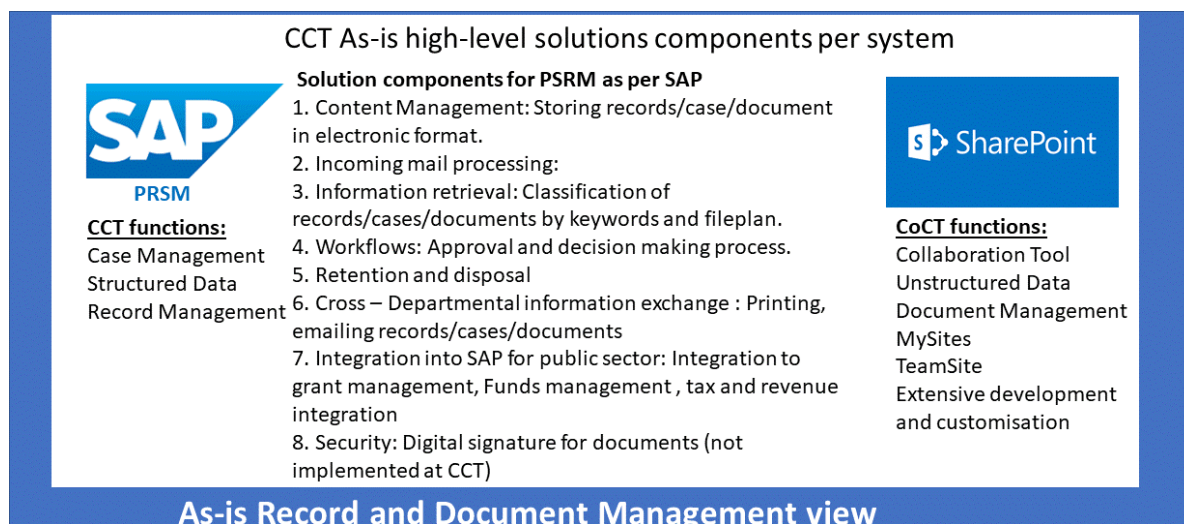 CCT As-is high-level solutions components per system
SAP
PRSM
CCT functions:
Case Management
Structured Data
Record Management
Solution components for PSRM as per SAP
1. Content Management: Storing records/case/document
in electronic format.
2. Incoming mail processing:
3. Information retrieval: Classification of
records/cases/documents by keywords and fileplan.
4. Workflows: Approval and decision making process.
5. Retention and disposal
6. Cross – Departmental information exchange : Printing,
emailing records/cases/documents
7. Integration into SAP for public sector: Integration to
grant management, Funds management , tax and revenue
integration
8. Security: Digital signature for documents (not
implemented at CCT)
S SharePoint
CoCT functions:
Collaboration Tool
Unstructured Data
Document Management
MySites
TeamSite
Extensive development
and customisation
As-is Record and Document Management view